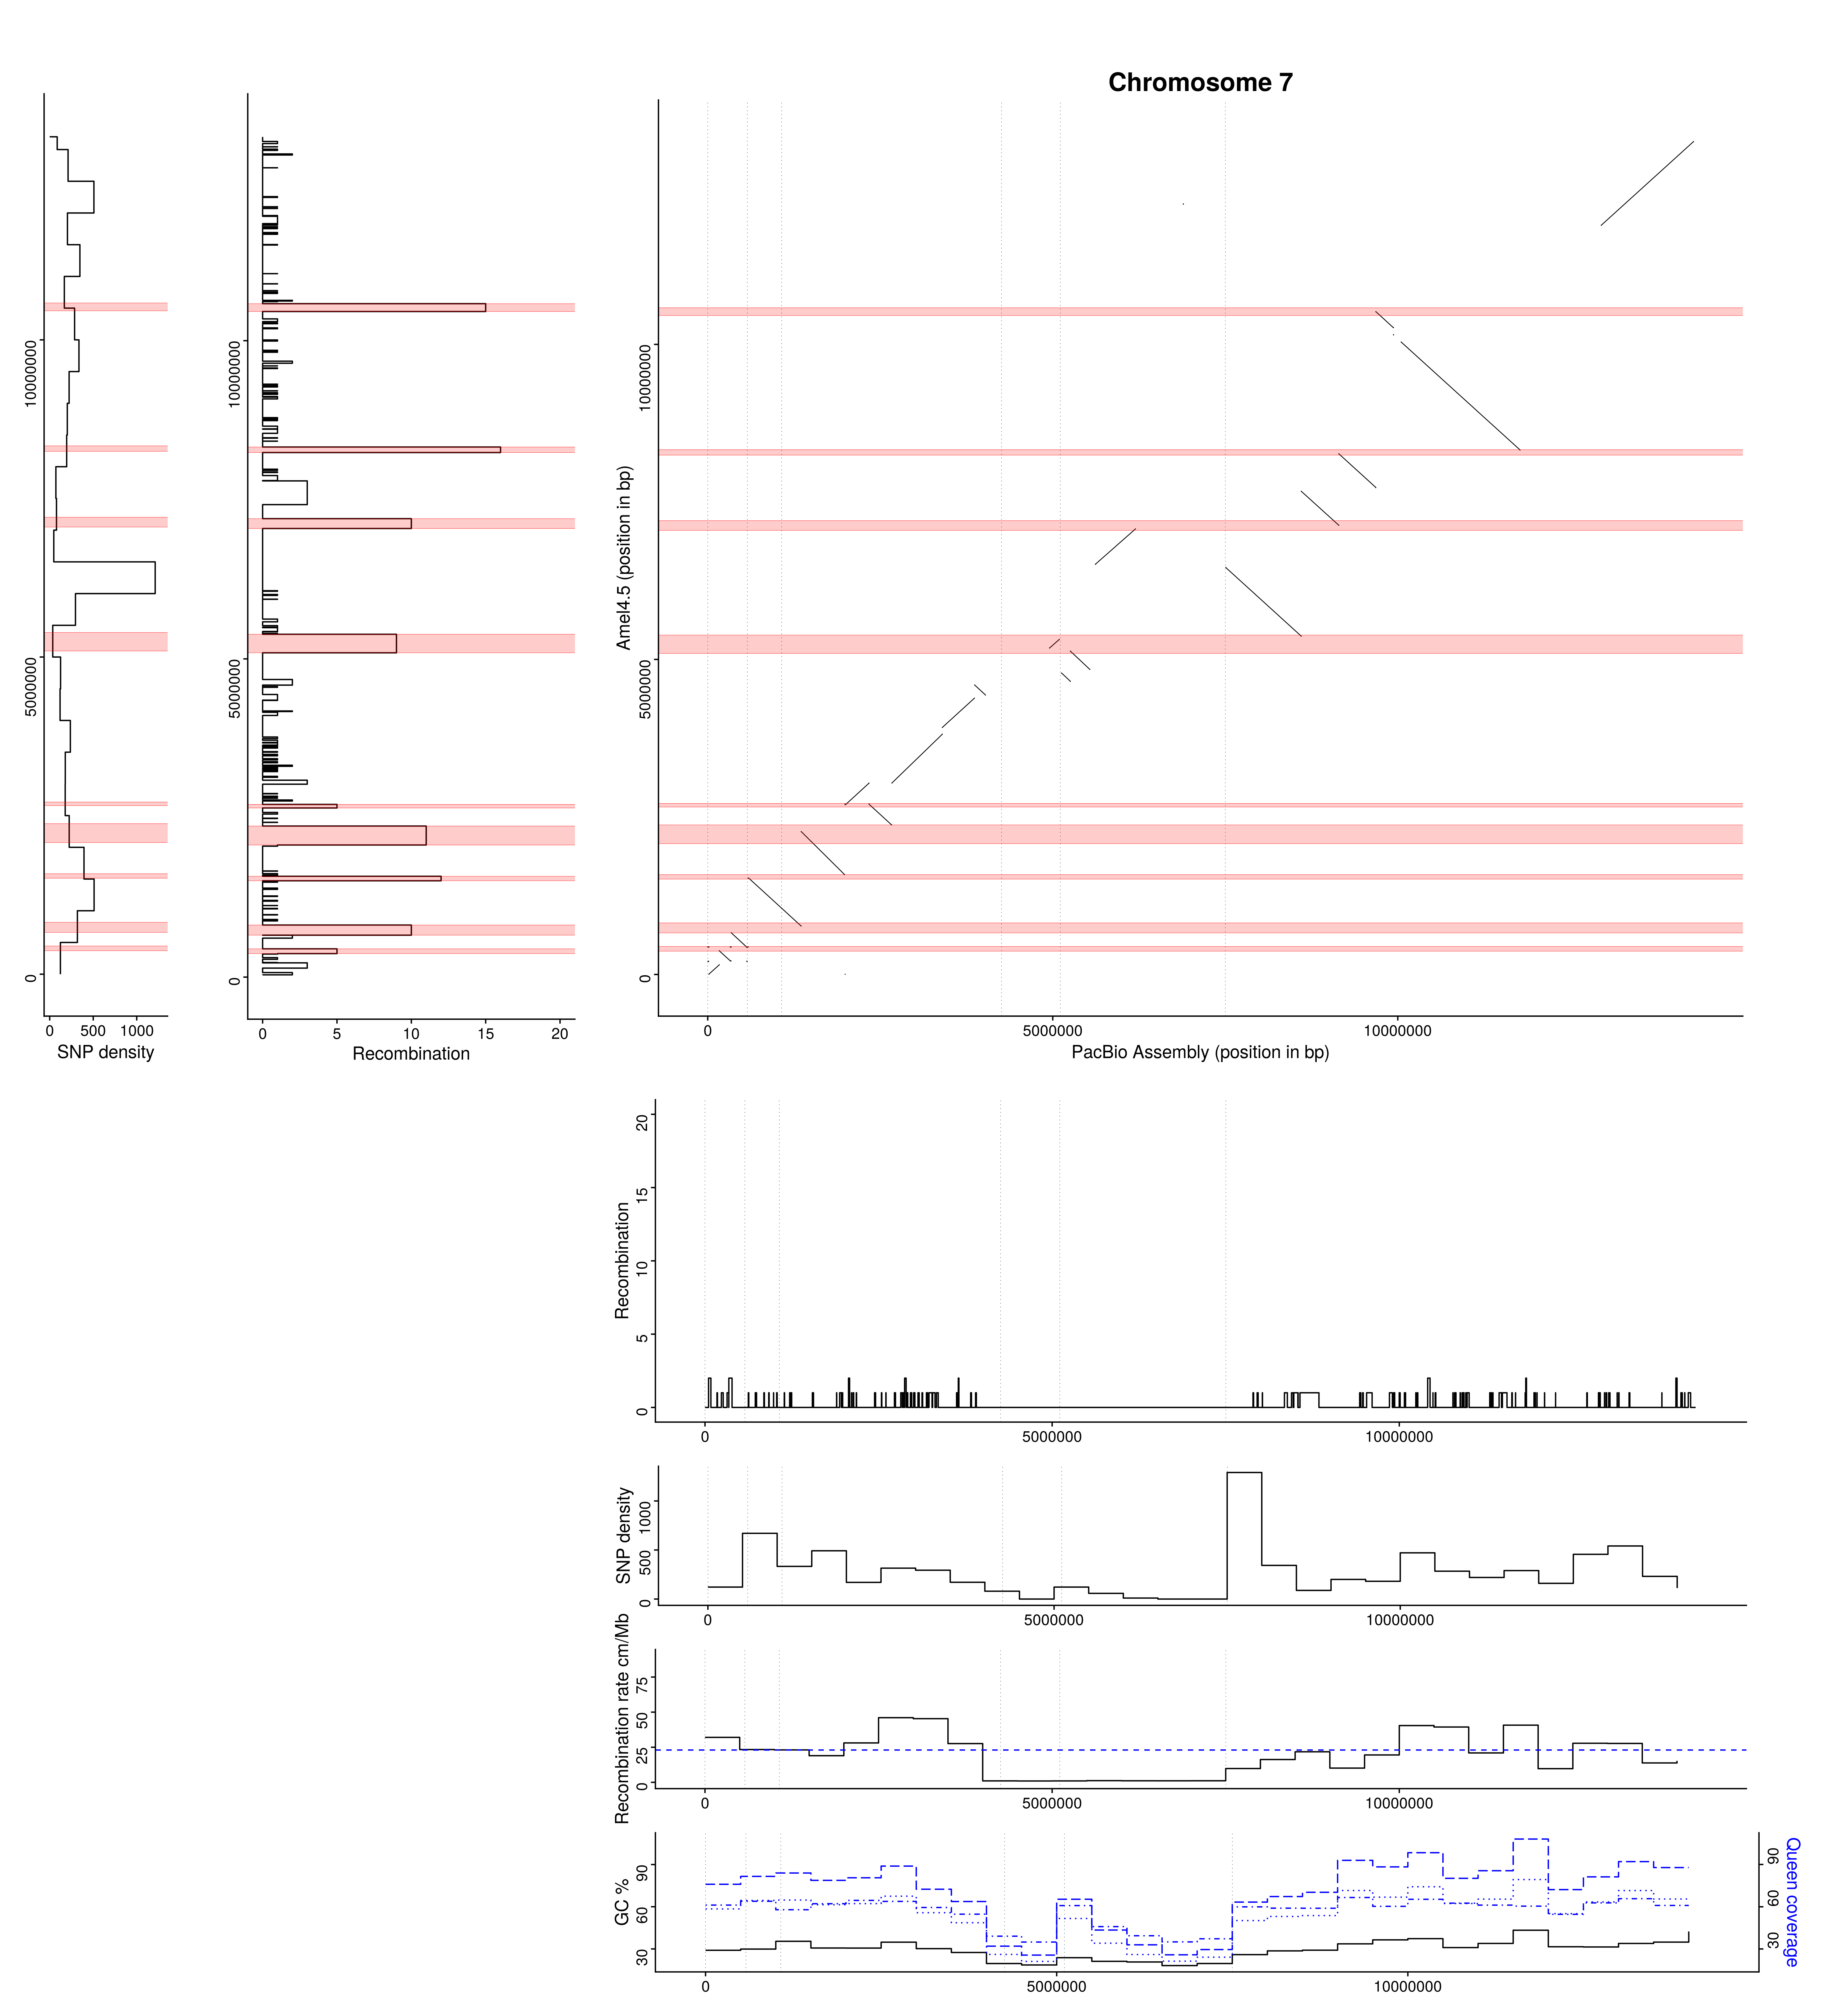 Chromosome 7
0 5000000 10000000
0 500 1000
SNP density
0 5000000 10000000
0 5 10 15 20
Recombination
Amel4.5 (position in bp)
0 5000000 10000000
0 5000000 10000000
PacBio Assembly (position in bp)
Recombination
0 5 10 15 20
0 5000000 10000000
SNP density
0 500 1000
0 5000000 10000000
Recombination rate cm/Mb
0 25 50 75
0 5000000 10000000
GC %
30 60 90
0 5000000 10000000
30 60 90
Queen coverage